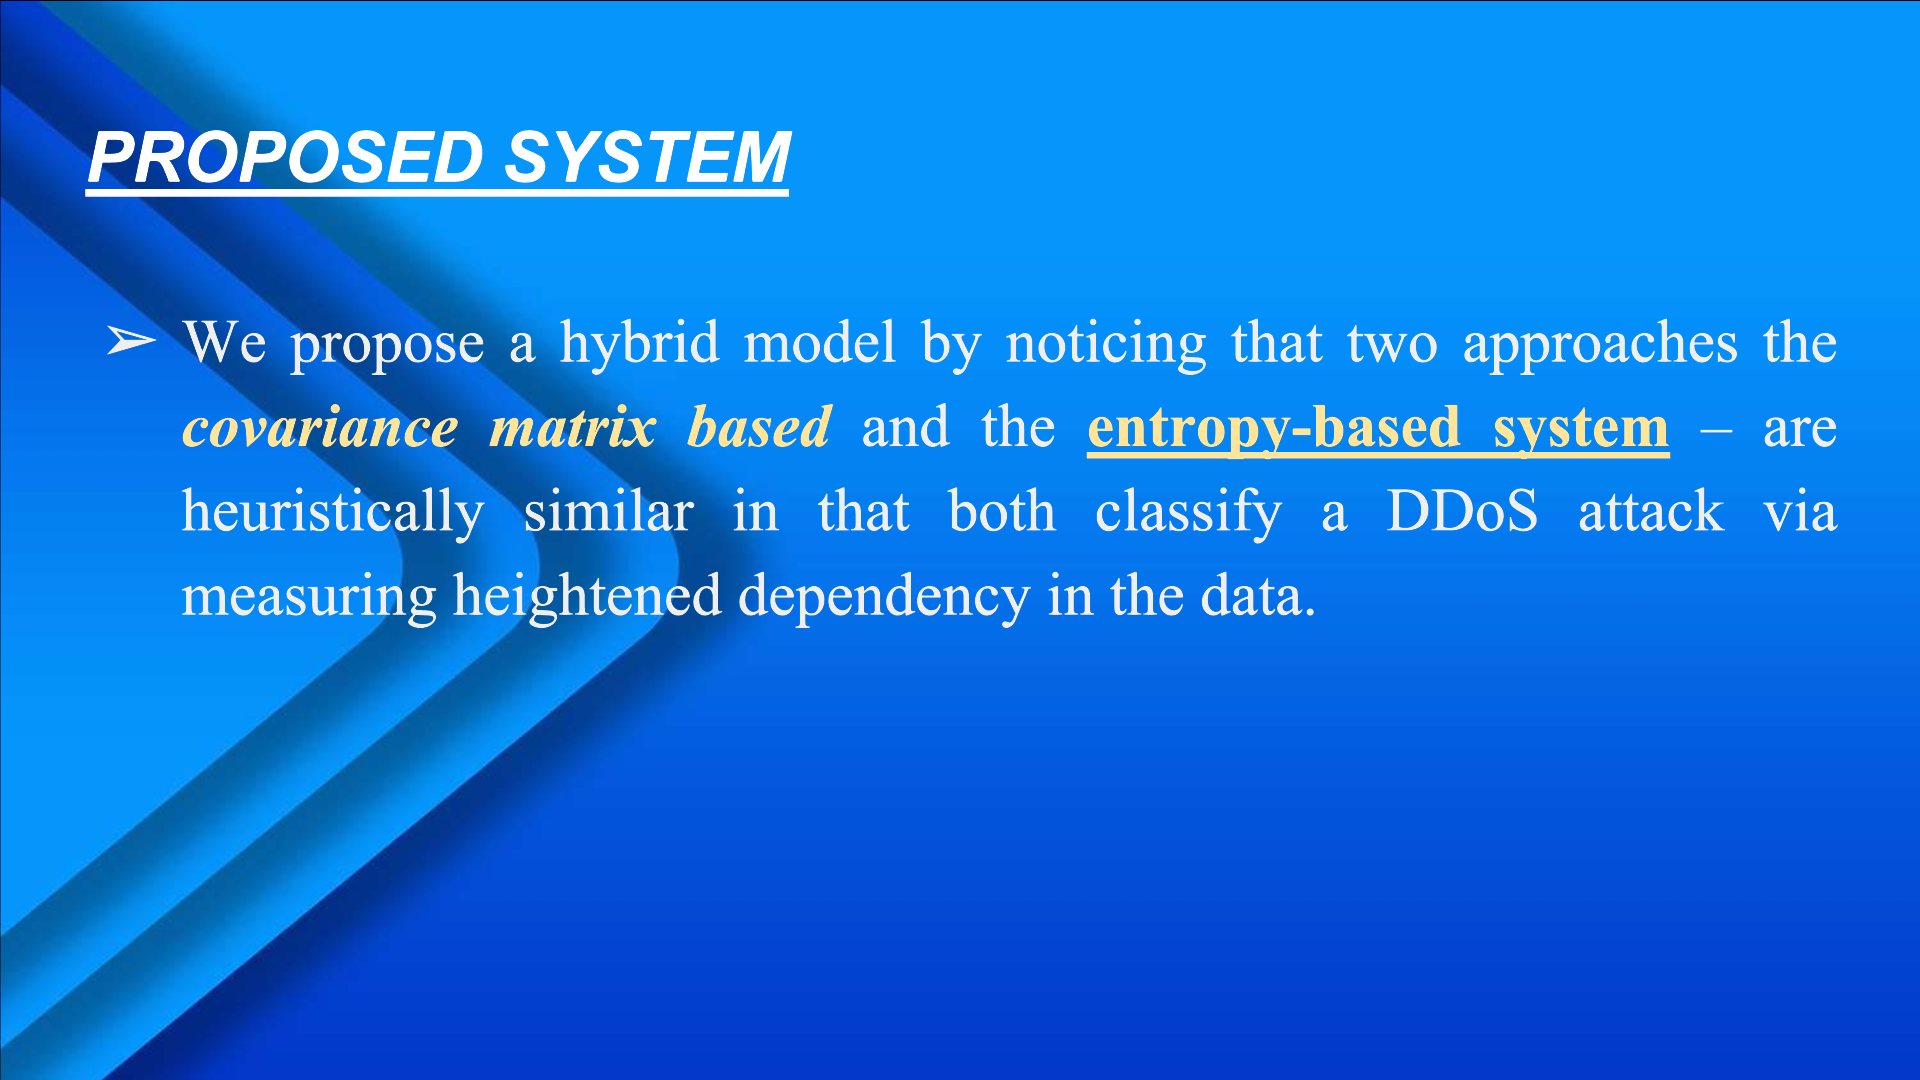 PROPOSED SYSTEM
➢ We propose a hybrid model by noticing that two approaches the
covariance matrix based and the entropy-based system – are
heuristically similar in that both classify a DDoS attack via
measuring heightened dependency in the data.